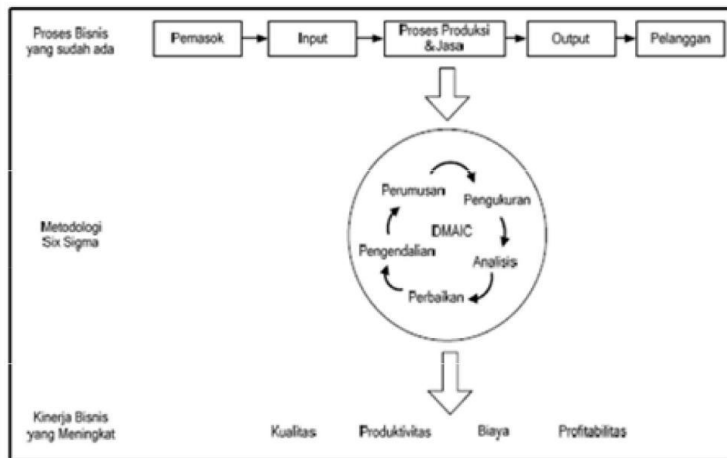 Proses Bisnis
yang sudah ada
Pemasok
Input
Proses Produksi
&Jasa
Output
Pelanggan
Metodologi
Six Sigma
Perumusan
Pengukuran
DMAIC
Pengendalian
Analisis
Perbaikan
Kinerja Bisnis
yang Meningkat
Kualitas Produktivitas Biaya Profitabilitas